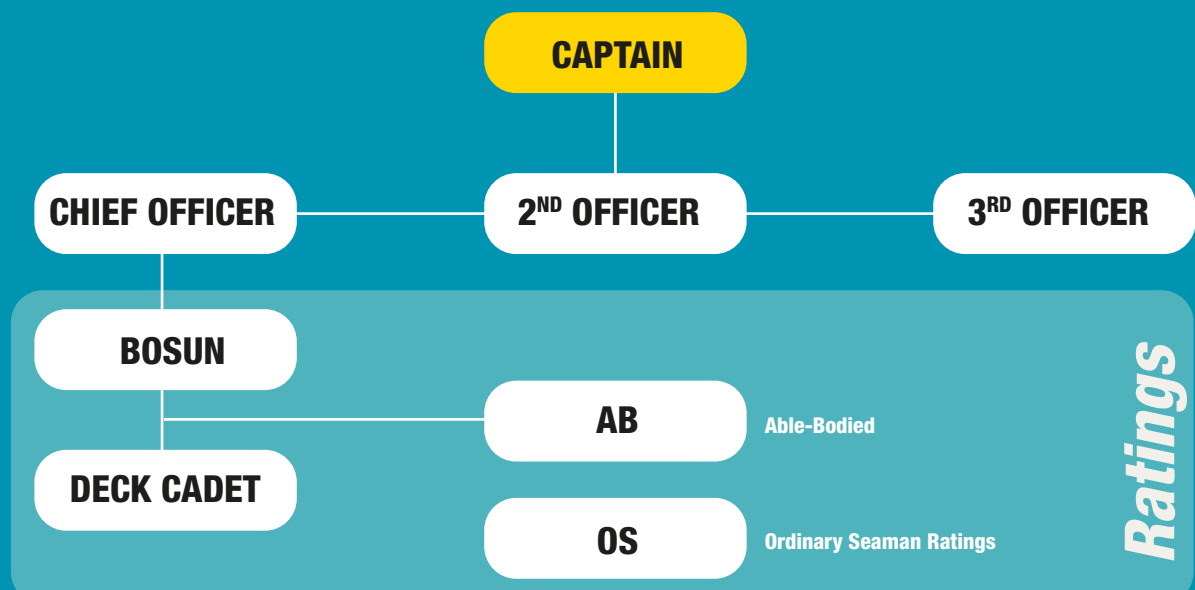 CAPTAIN
CHIEF OFFICER
2ND OFFICER
3RD OFFICER
BOSUN
AB
Able-Bodied
DECK CADET
OS
Ordinary Seaman Ratings
Ratings